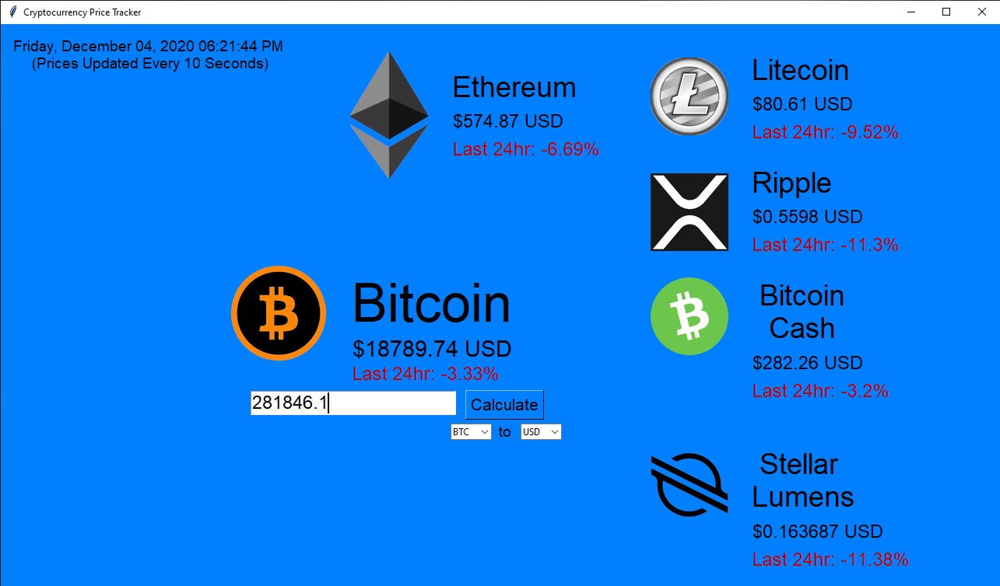 Cryptocurrency Price Tracker
Friday, December 04, 2020 06:21:44 PM
(Prices Updated Every 10 Seconds)
Ethereum
$574.87 USD
Last 24hr: -6.69%
Litecoin
$80.61 USD
Last 24hr: -9.52%
Ripple
$0.5598 USD
Last 24hr: -11.3%
Bitcoin
$18789.74 USD
Last 24hr: -3.33%
281846.1
Calculate
BTC to USD
Bitcoin
Cash
$282.26 USD
Last 24hr: -3.2%
Stellar
Lumens
$0.163687 USD
Last 24hr: -11.38%